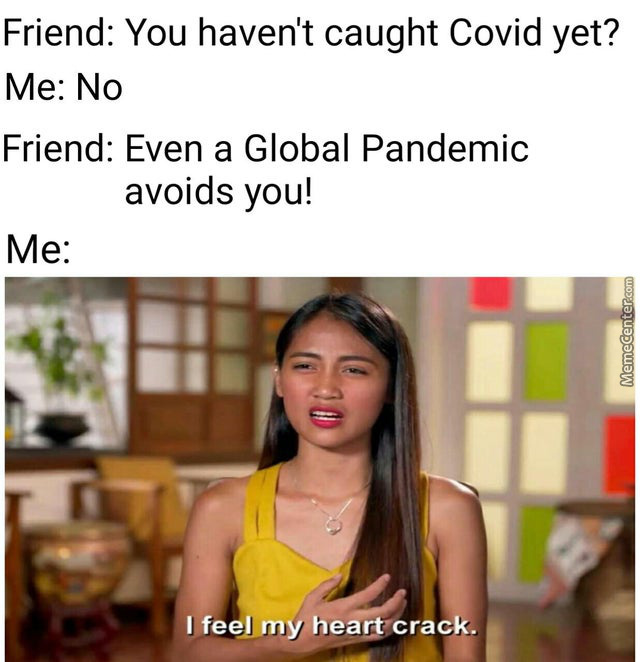 Friend: You haven't caught Covid yet?
Me: No
Friend: Even a Global Pandemic
avoids you!
Me:
MemeCenter.com
I feel my heart crack.